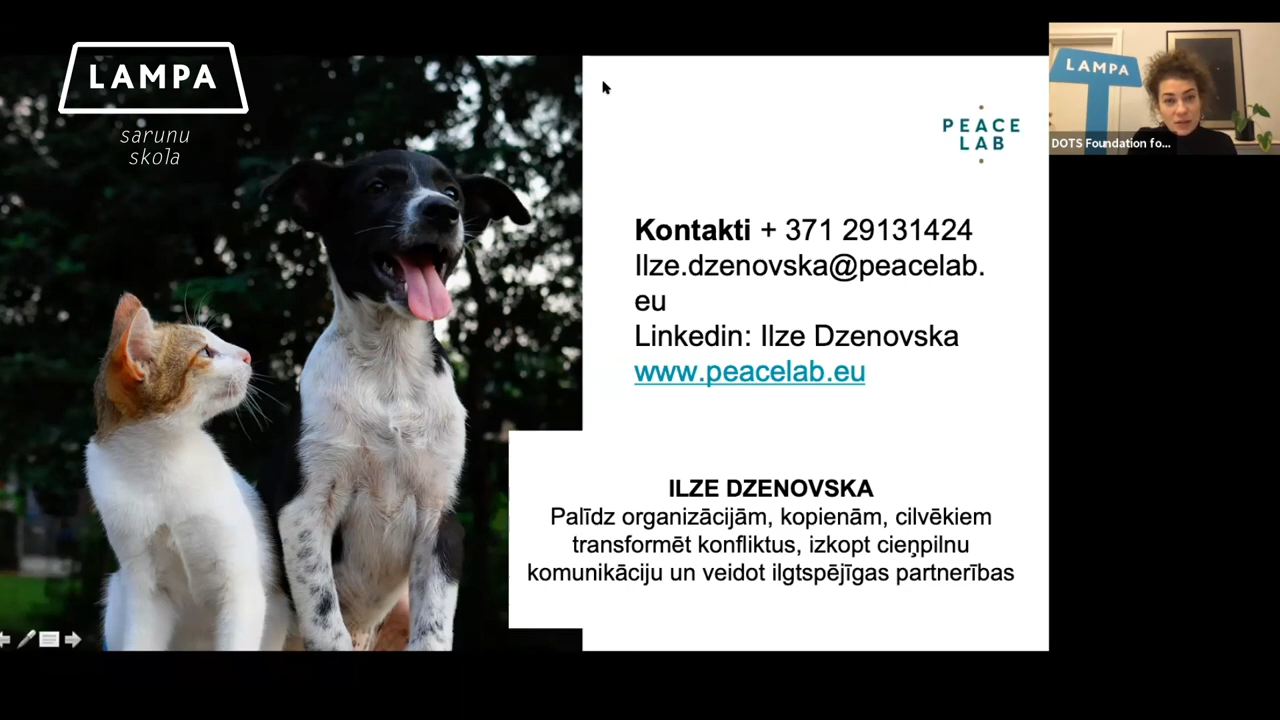 LAMPA
sarunu
skola
PEACE
LAB
LAMPA
DOTS Foundation fo...
Kontakti + 371 29131424
Ilze.dzenovska@peacelab.
eu
Linkedin: Ilze Dzenovska
www.peacelab.eu
ILZE DZENOVSKA
Palīdz organizācijām, kopienām, cilvēkiem
transformēt konfliktus, izkopt cieņpilnu
komunikāciju un veidot ilgtspējīgas partnerības